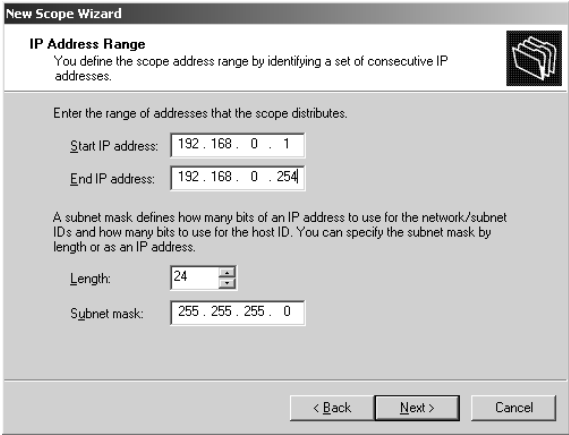 New Scope Wizard
IP Address Range
You define the scope address range by identifying a set of consecutive IP
addresses.
Enter the range of addresses that the scope distributes.
Start IP address: 192 . 168 . 0 . 1
End IP address: 192 . 168 . 0 . 254
A subnet mask defines how many bits of an IP address to use for the network/subnet
IDs and how many bits to use for the host ID. You can specify the subnet mask by
length or as an IP address.
Length: 24
Subnet mask: 255 . 255 . 255 . 0
< Back Next > Cancel